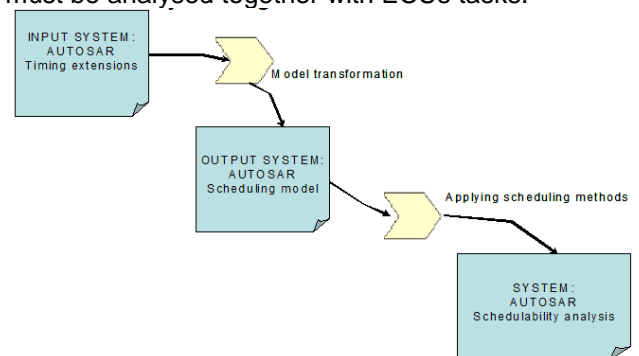 must be analysed together with ECUs tasks.
INPUT SYSTEM:
AUTOSAR
Timing extensions
Model transformation
OUTPUT SYSTEM:
AUTOSAR
Scheduling model
Applying scheduling methods
SYSTEM:
AUTOSAR
Schedulability analysis